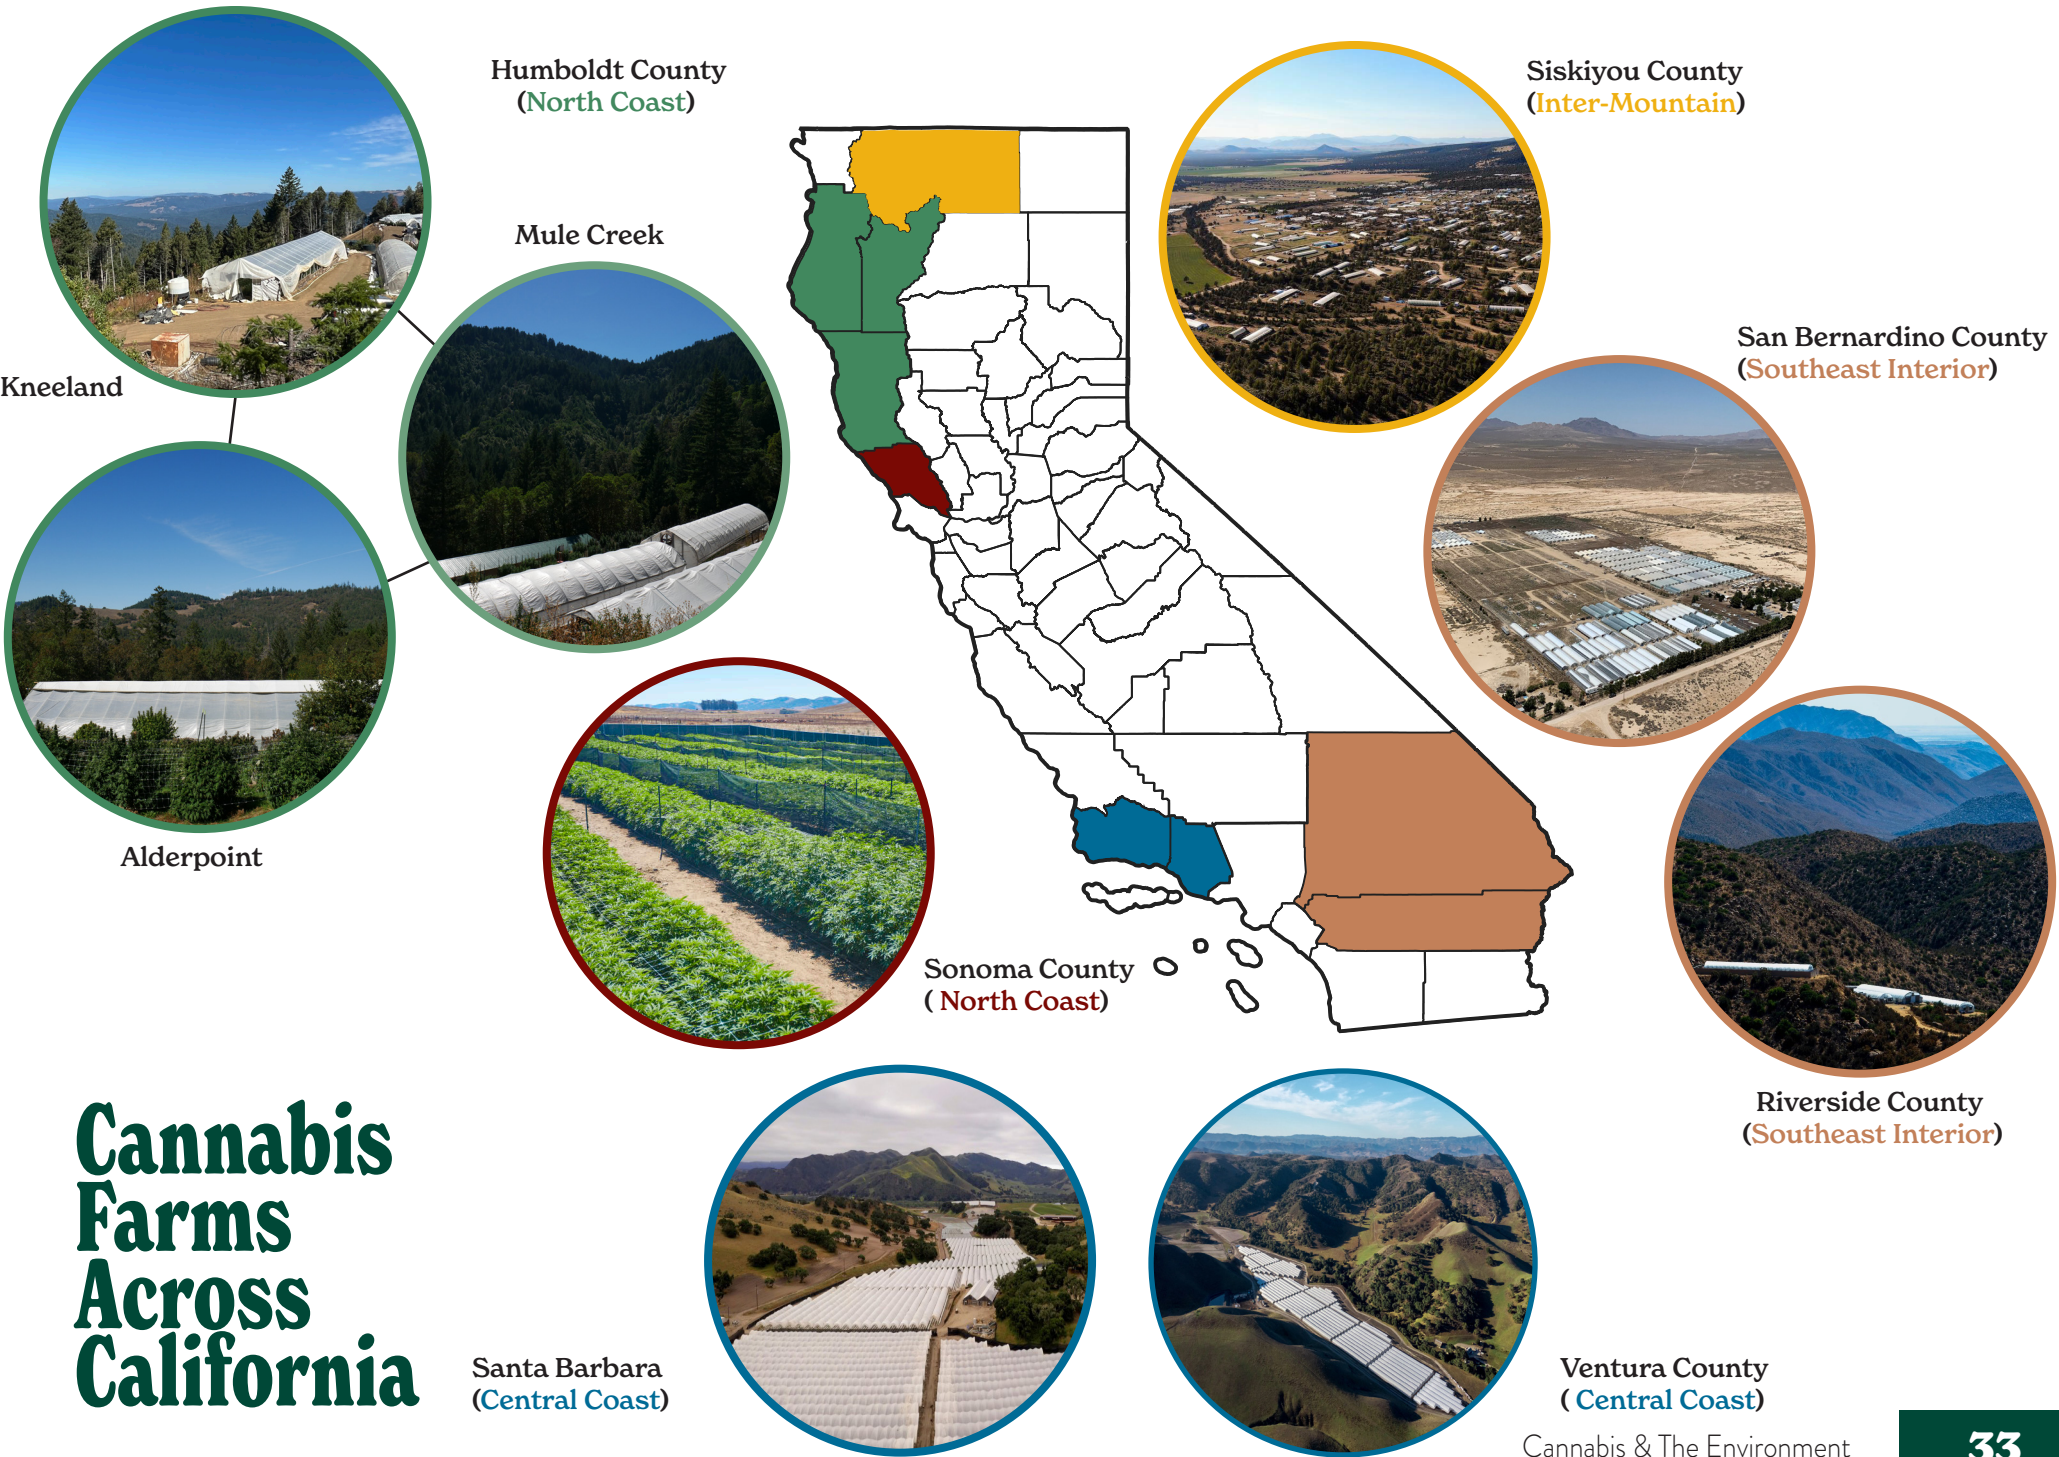 Humboldt County
(North Coast)
Siskiyou County
(Inter-Mountain)
Mule Creek
San Bernardino County
(Southeast Interior)
Kneeland
Alderpoint
Sonoma County
( North Coast)
Riverside County
(Southeast Interior)
Cannabis
Farms
Across
California
Santa Barbara
(Central Coast)
Ventura County
( Central Coast)
Cannabis & The Environment
33